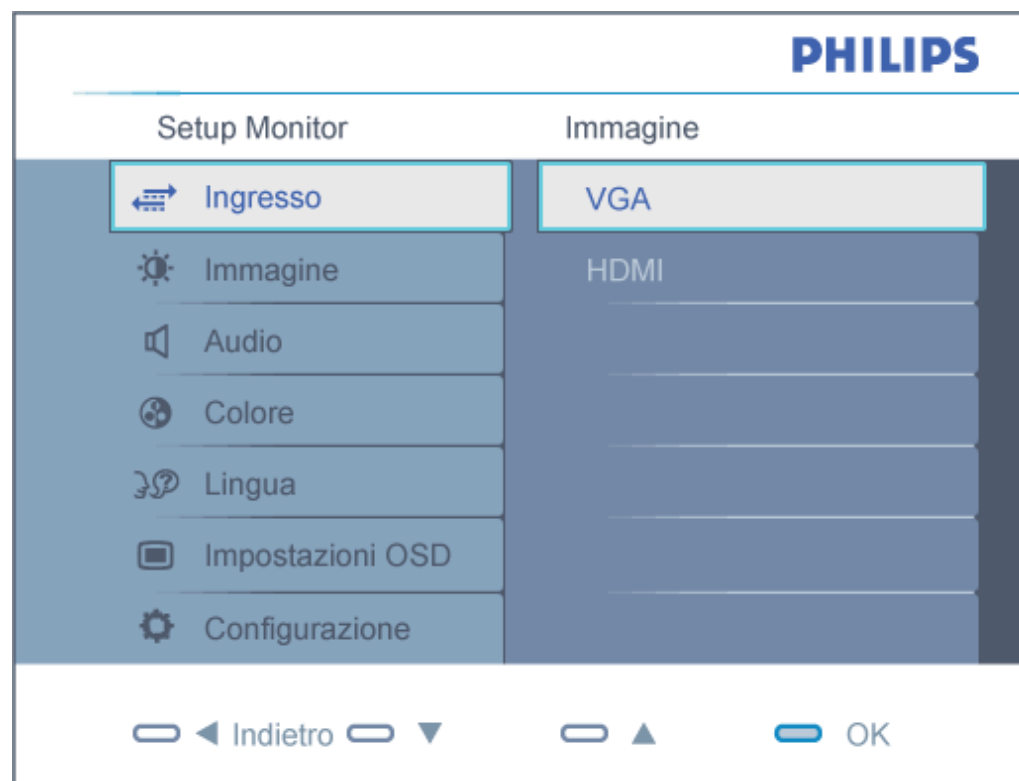 PHILIPS
Setup Monitor Immagine
Ingresso VGA
Immagine HDMI
Audio
Colore
Lingua
Impostazioni OSD
Configurazione
Indietro OK